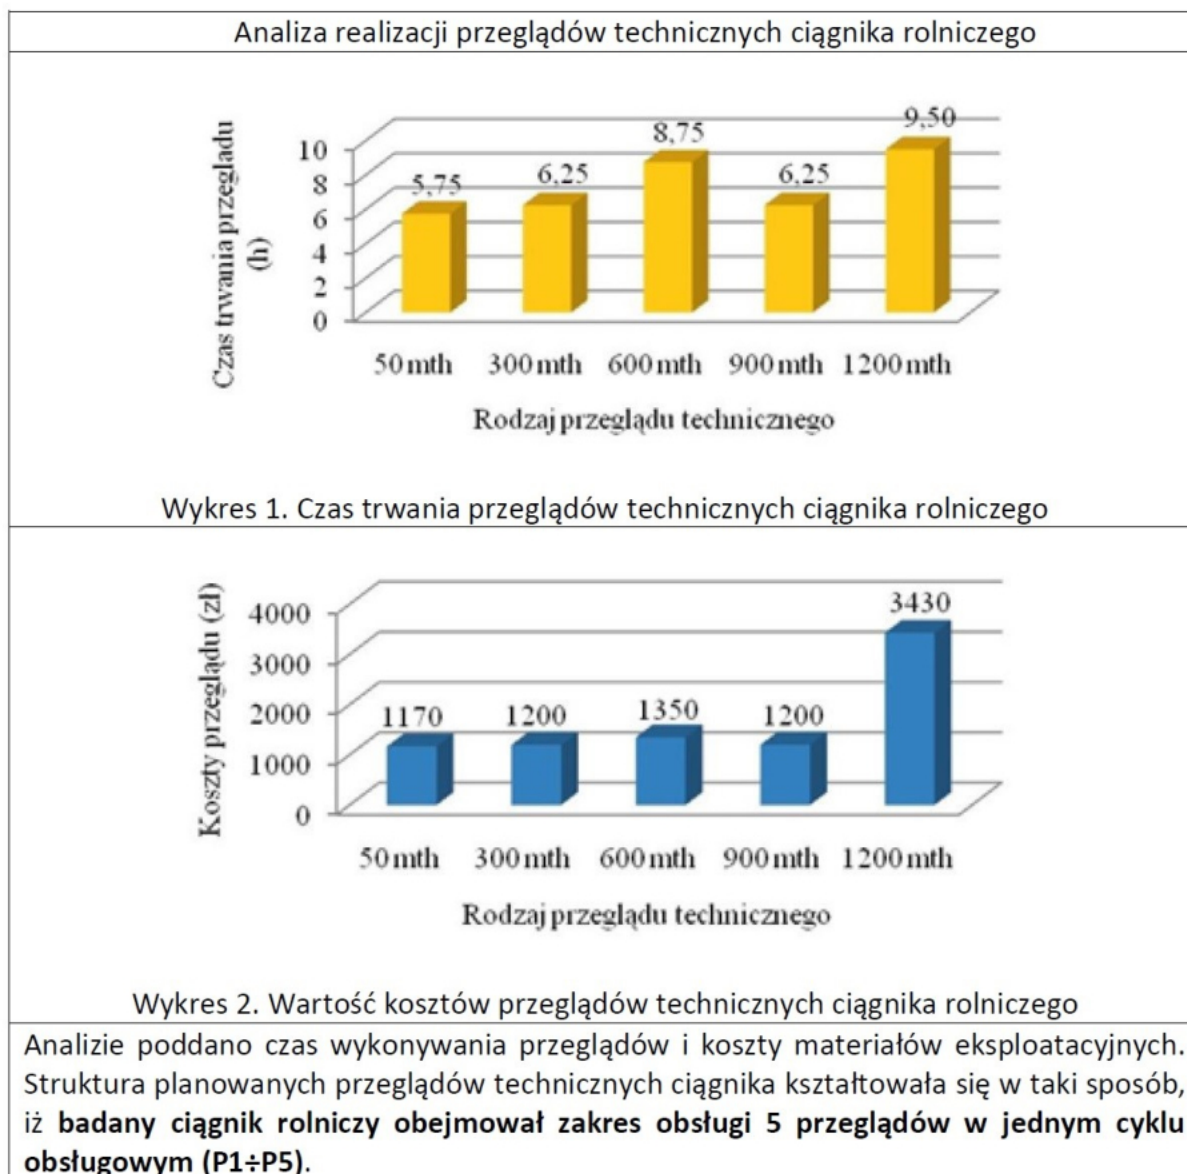 Analiza realizacji przeglądów technicznych ciągnika rolniczego
Czas trwania przegladu
(h)
10
8
6
4
2
0
5,75
6,25
8,75
6,25
9,50
50 mth 300 mth 600 mth 900 mth 1200 mth
Rodzaj przeglądu technicznego
Wykres 1. Czas trwania przeglądów technicznych ciągnika rolniczego
Koszty przeglądu (zł)
4000
3000
2000
1000
0
1170
1200
1350
1200
3430
50 mth 300 mth 600 mth 900 mth 1200 mth
Rodzaj przeglądu technicznego
Wykres 2. Wartość kosztów przeglądów technicznych ciągnika rolniczego
Analizie poddano czas wykonywania przeglądów i koszty materiałów eksploatacyjnych.
Struktura planowanych przeglądów technicznych ciągnika kształtowała się w taki sposób,
iż badany ciągnik rolniczy obejmował zakres obsługi 5 przeglądów w jednym cyklu
obsługowym (P1÷P5).